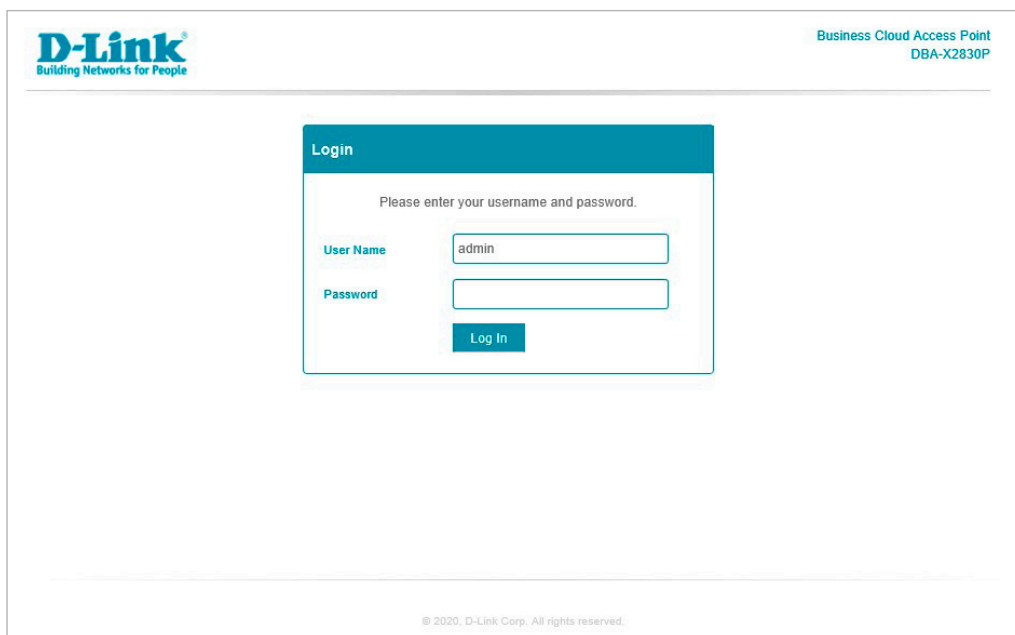 D-Link
Building Networks for People
Business Cloud Access Point
DBA-X2830P
Login
Please enter your username and password.
User Name
admin
Password
Log In
© 2020, D-Link Corp. All rights reserved.